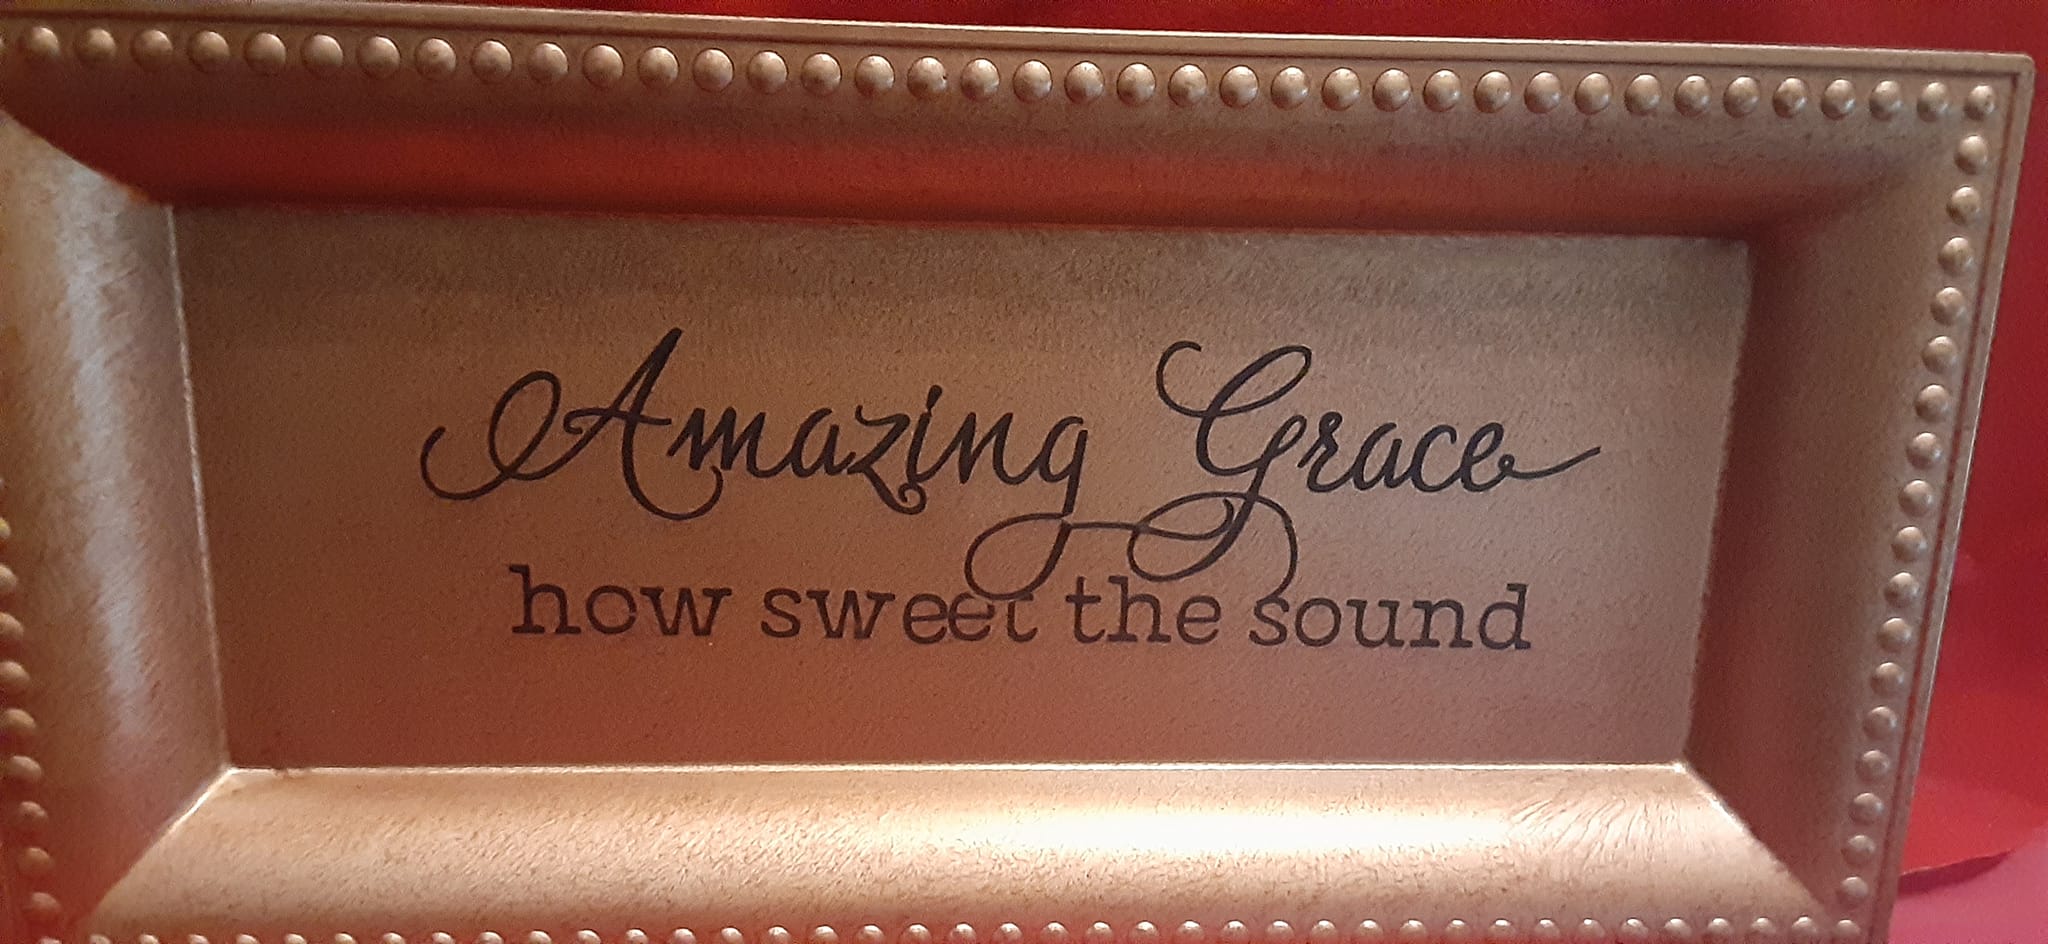 Amazing Grace
how sweet the sound